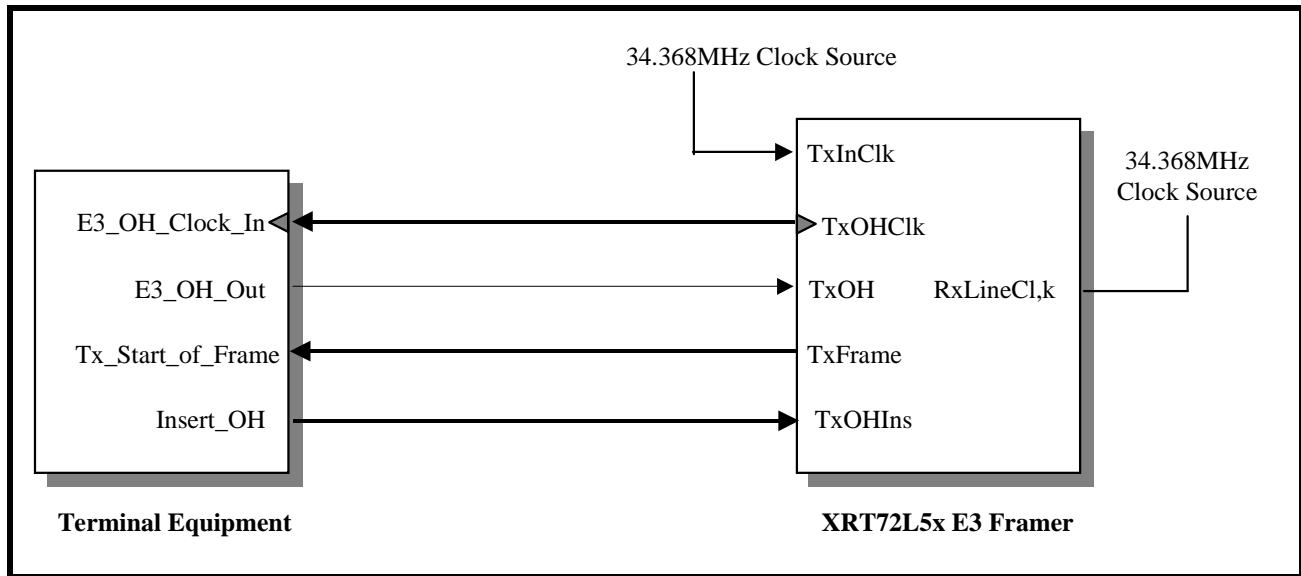 34.368MHz Clock Source
TxInClk
34.368MHz
Clock Source
E3_OH_Clock_In
TxOHClk
E3_OH_Out
TxOH
RxLineCl,k
Tx_Start_of_Frame
TxFrame
Insert_OH
TxOHIns
Terminal Equipment
XRT72L5x E3 Framer